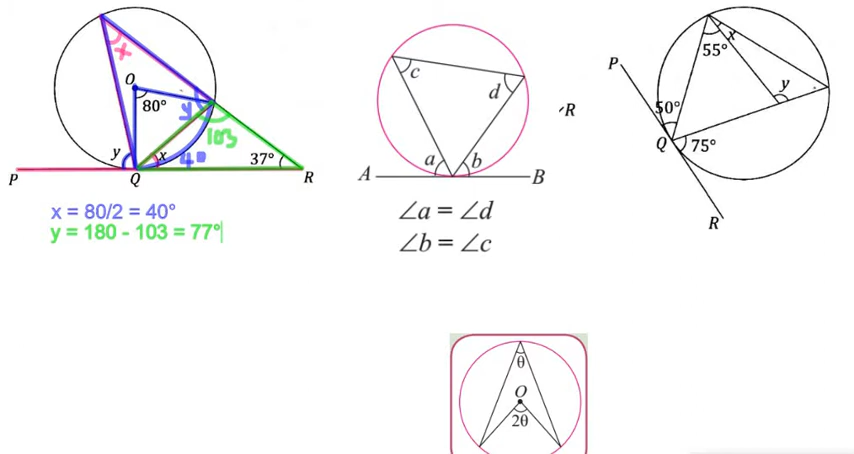 x
O
80°
y
103
y
x
40
37°
P
Q
R
x = 80/2 = 40°
y = 180 - 103 = 77°
c
d
a
b
A
B
∠a = ∠d
∠b = ∠c
R
55°
x
y
P
50°
Q
75°
R
θ
O
2θ